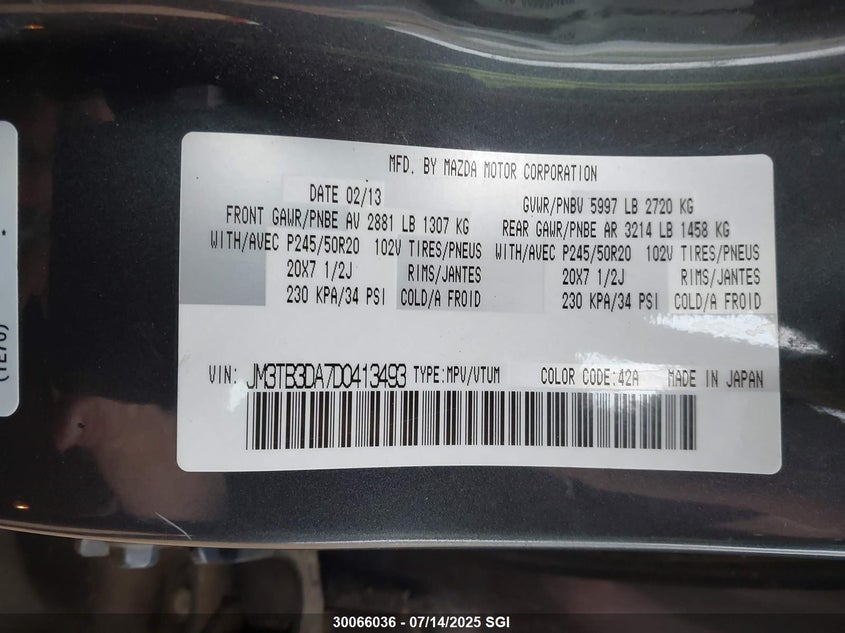 MFD. BY MAZDA MOTOR CORPORATION
DATE 02/13 GVWR/PNBV 5997 LB 2720 KG
FRONT GAWR/PNBE AV 2881 LB 1307 KG REAR GAWR/PNBE AR 3214 LB 1458 KG
WITH/AVEC P245/50R20 102V TIRES/PNEUS WITH/AVEC P245/50R20 102V TIRES/PNEUS
20X7 1/2J RIMS/JANTES 20X7 1/2J RIMS/JANTES
230 KPA/34 PSI COLD/A FROID 230 KPA/34 PSI COLD/A FROID
VIN: JM3TB3DA7D0413493 TYPE:MPV/VTUM COLOR CODE:42A MADE IN JAPAN
(TE70)
30066036 - 07/14/2025 SGI